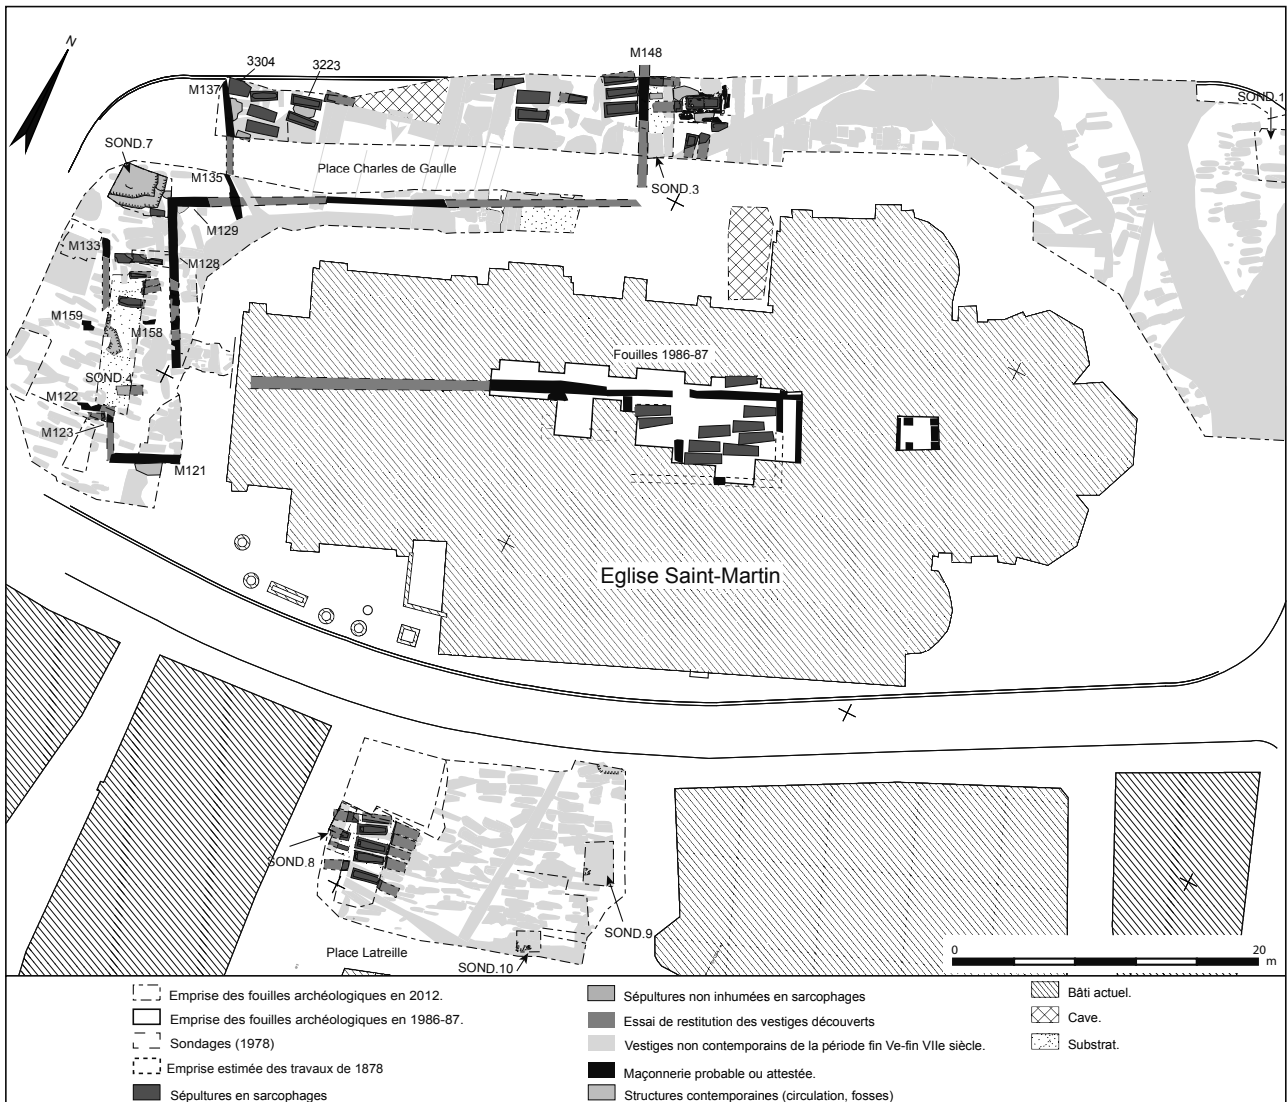 N
3304
3223
M148
M137
SOND.1
SOND.7
Place Charles de Gaulle
M135
SOND.3
M129
M133
M128
M159
M158
Fouilles 1986-87
SOND.4
M122
M123
M121
Eglise Saint-Martin
SOND.8
SOND.9
Place Latreille
SOND.10
0
20
m
Emprise des fouilles archéologiques en 2012.
Emprise des fouilles archéologiques en 1986-87.
Sondages (1978)
Emprise estimée des travaux de 1878
Sépultures en sarcophages
Sépultures non inhumées en sarcophages
Essai de restitution des vestiges découverts
Vestiges non contemporains de la période fin Ve-fin VIIe siècle.
Maçonnerie probable ou attestée.
Structures contemporaines (circulation, fosses)
Bâti actuel.
Cave.
Substrat.